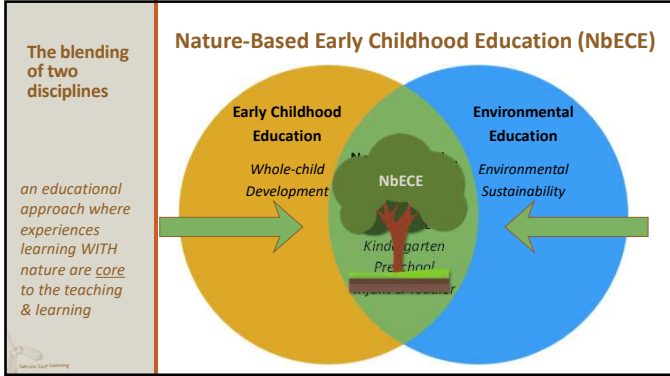 The blending
of two
disciplines
an educational
approach where
experiences
learning WITH
nature are core
to the teaching
& learning
Nature-Based Early Childhood Education (NbECE)
Early Childhood
Education
Whole-child
Development
NbECE
Kindergarten
Preschool
Infant & Toddler
Environmental
Education
Environmental
Sustainability